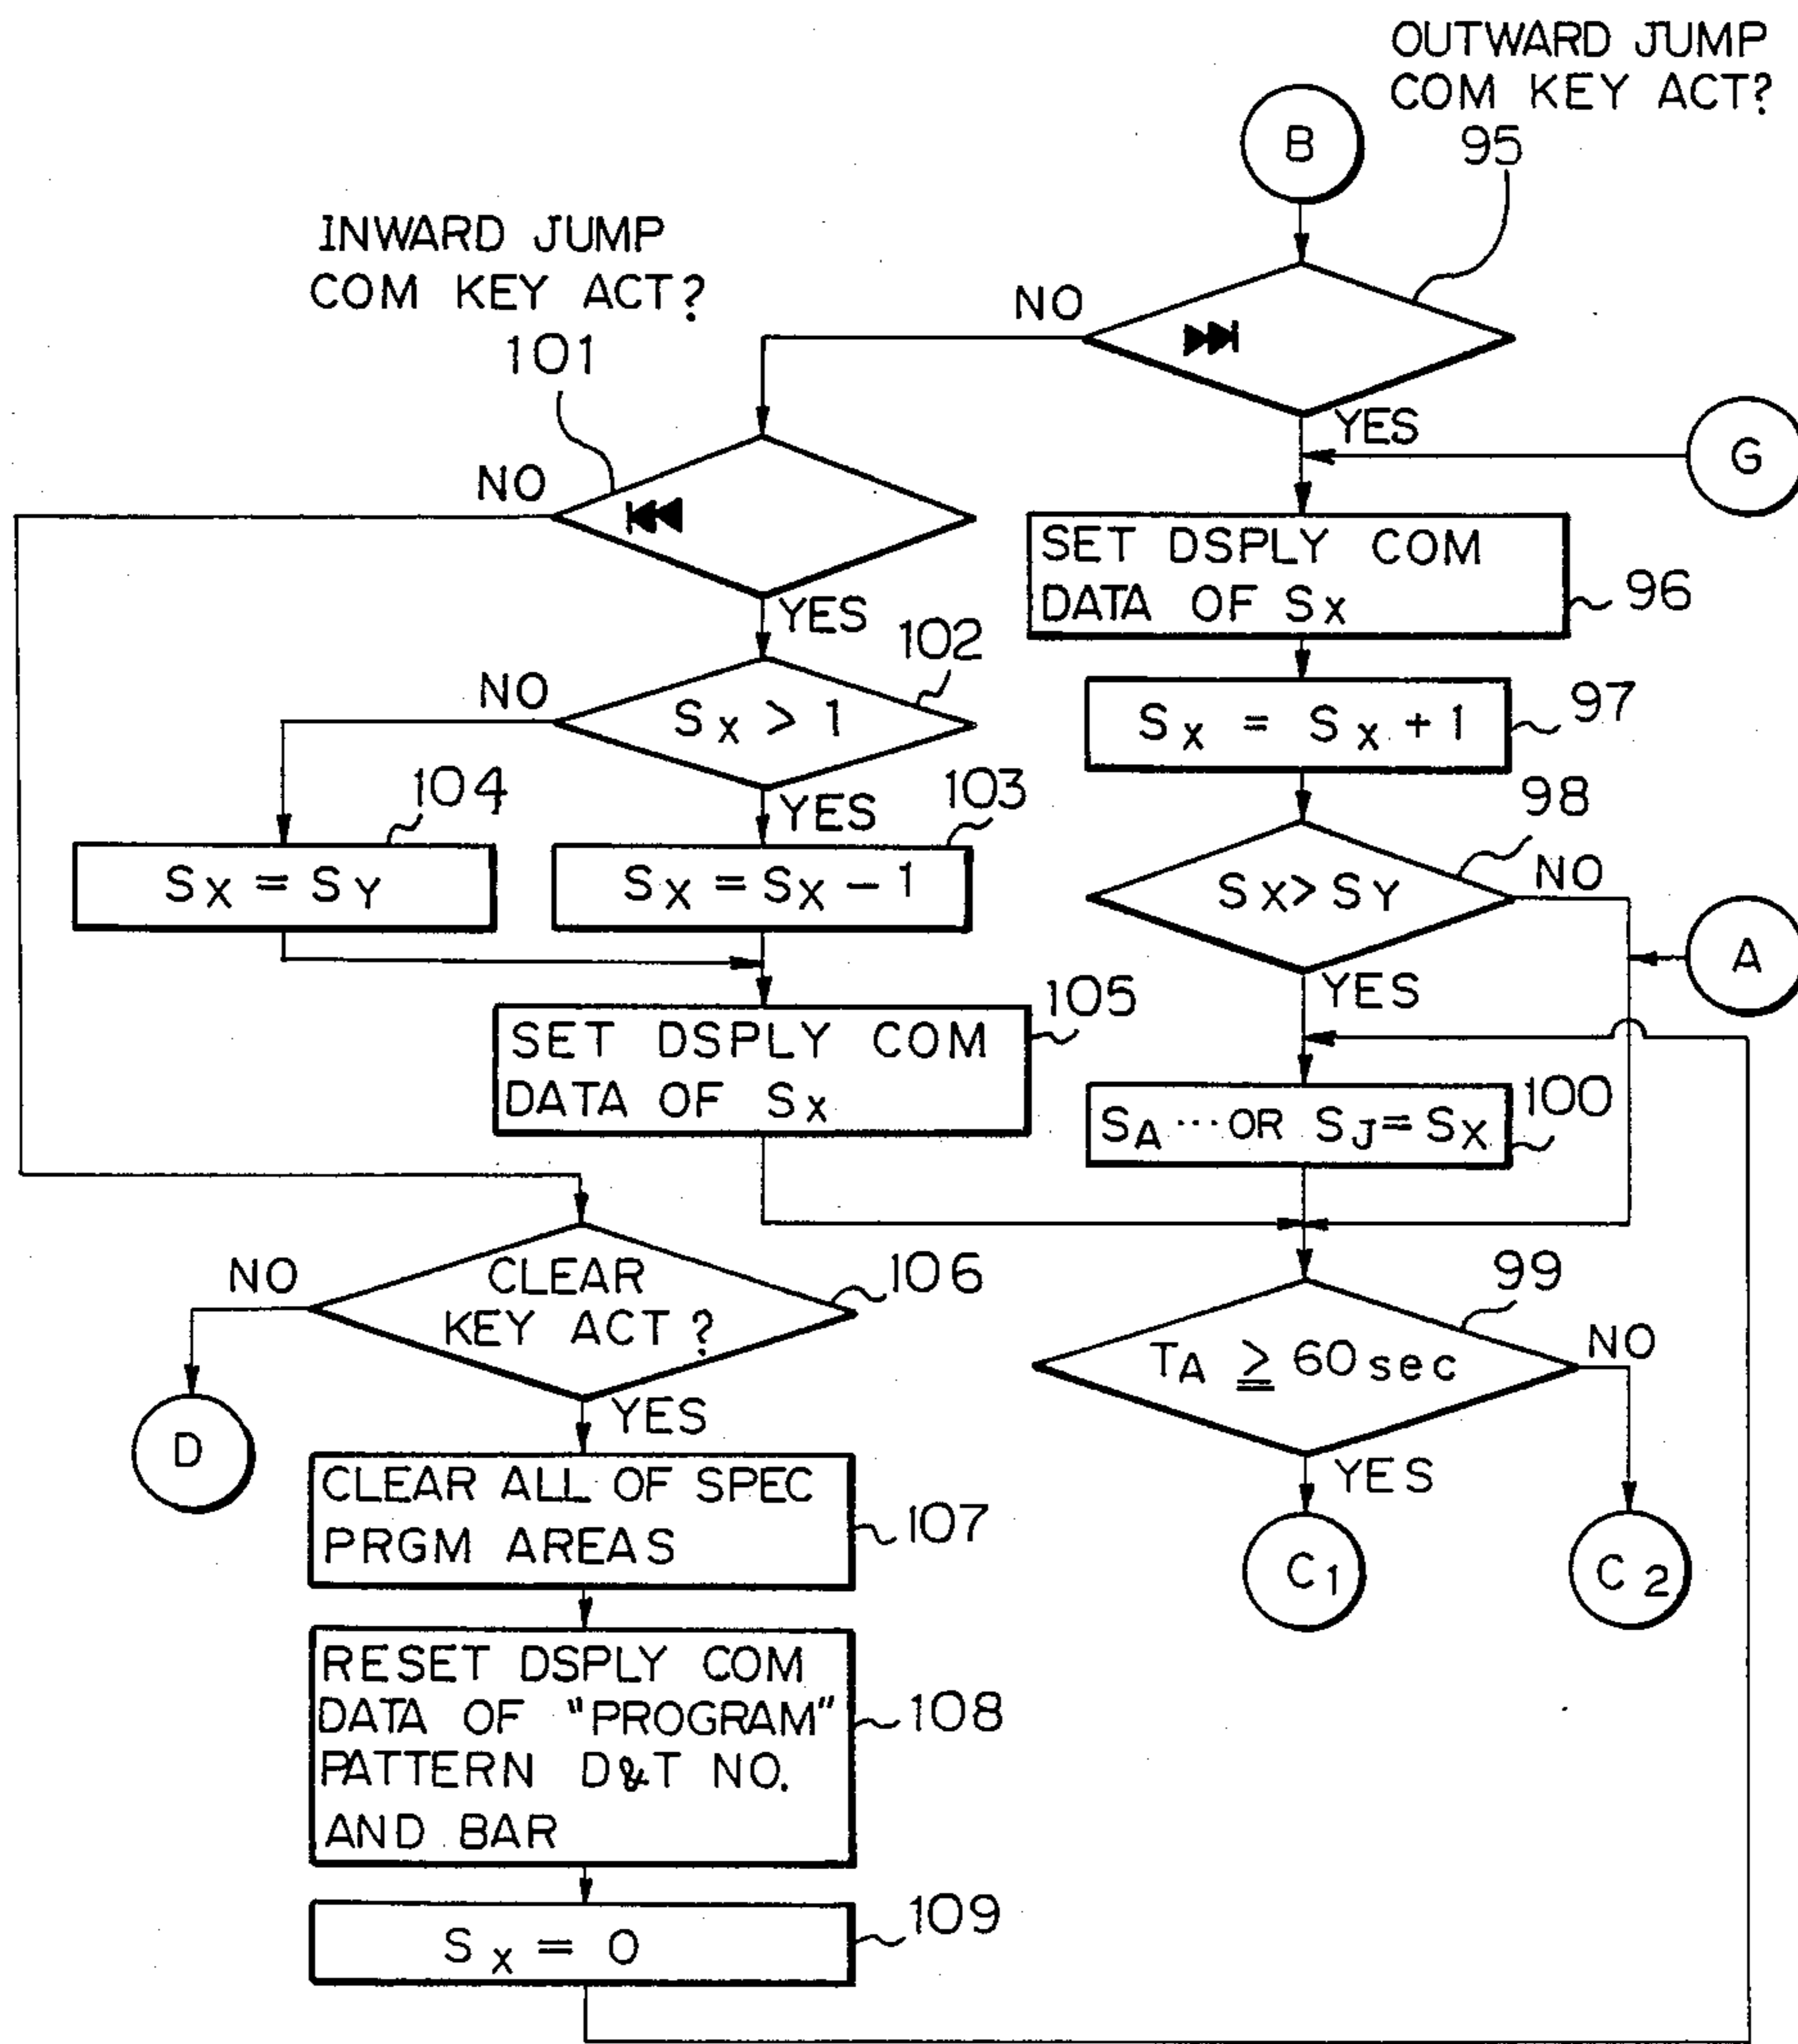 OUTWARD JUMP
COM KEY ACT?
95
B
INWARD JUMP
COM KEY ACT?
101
NO
YES
G
NO
YES
SET DSPLY COM
DATA OF SX
96
102
NO
SX > 1
YES
SX = SX + 1
97
104
103
98
SX = SY
SX = SX - 1
SX > SY
NO
YES
A
105
SET DSPLY COM
DATA OF SX
SA ... OR SJ = SX
100
NO
CLEAR
KEY ACT?
106
YES
D
99
TA ≧ 60 sec
NO
YES
C1
C2
CLEAR ALL OF SPEC
PRGM AREAS
107
RESET DSPLY COM
DATA OF "PROGRAM"
PATTERN D&T NO.
AND BAR
108
SX = 0
109